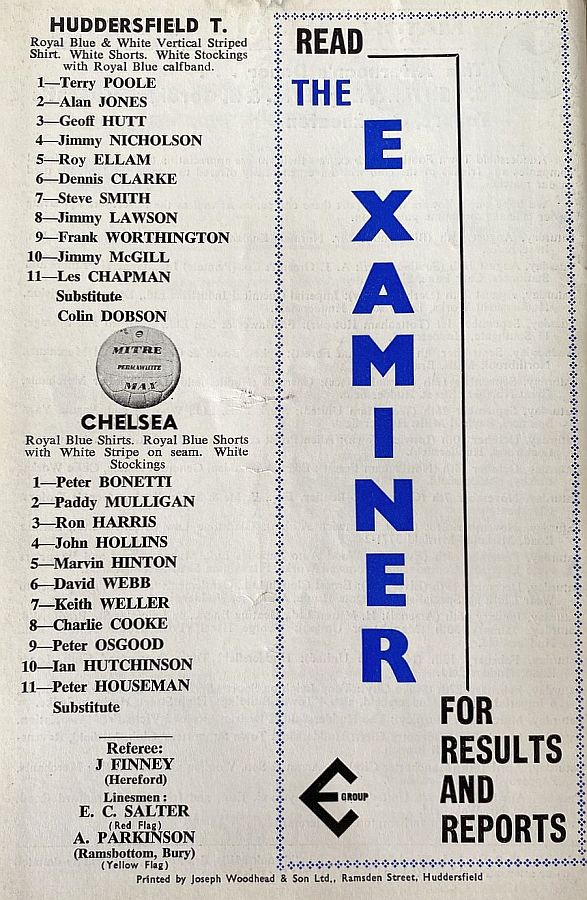 HUDDERSFIELD T.
Royal Blue & White Vertical Striped
Shirt. White Shorts. White Stockings
with Royal Blue calfband.
1—Terry POOLE
2—Alan JONES
3—Geoff HUTT
4—Jimmy NICHOLSON
5—Roy ELLAM
6—Dennis CLARKE
7—Steve SMITH
8—Jimmy LAWSON
9—Frank WORTHINGTON
10—Jimmy McGILL
11—Les CHAPMAN
Substitute
Colin DOBSON
MITRE
PERMAWHITE
MAY
CHELSEA
Royal Blue Shirts. Royal Blue Shorts
with White Stripe on seam. White
Stockings
1—Peter BONETTI
2—Paddy MULLIGAN
3—Ron HARRIS
4—John HOLLINS
5—Marvin HINTON
6—David WEBB
7—Keith WELLER
8—Charlie COOKE
9—Peter OSGOOD
10—Ian HUTCHINSON
11—Peter HOUSEMAN
Substitute
Referee:
J FINNEY
(Hereford)
Linesmen:
E. C. SALTER
(Red Flag)
A. PARKINSON
(Ramsbottom, Bury)
(Yellow Flag)
READ
THE
EXAMINER
FOR
RESULTS
AND
REPORTS
GROUP
Printed by Joseph Woodhead & Son Ltd., Ramsden Street, Huddersfield